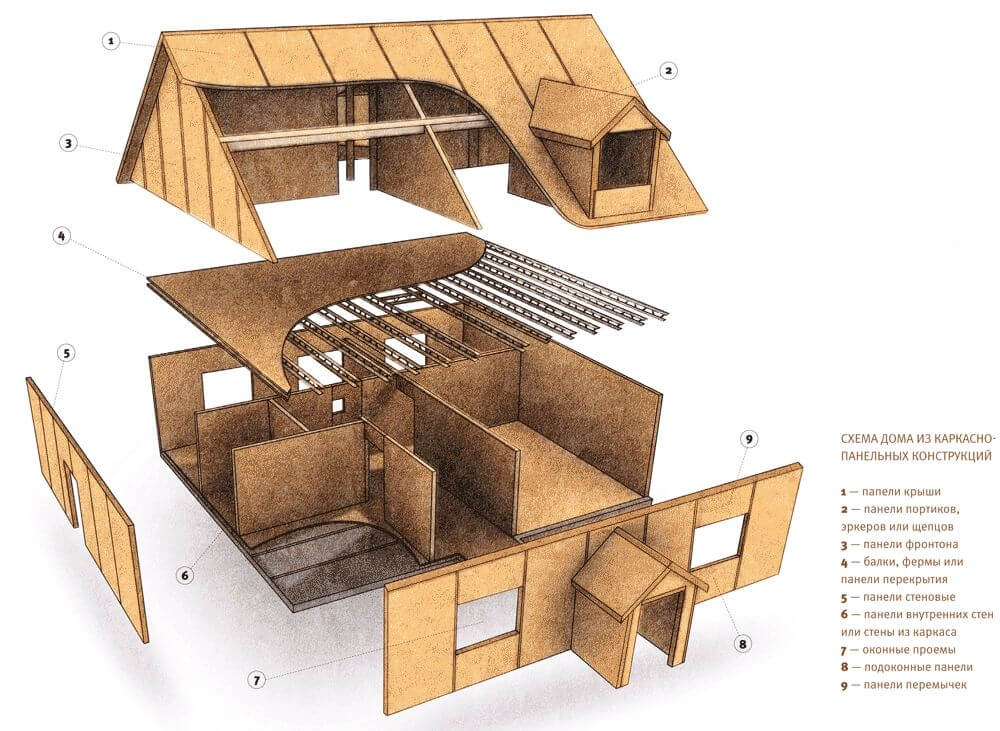 1
2
3
4
5
6
7
8
9
СХЕМА ДОМА ИЗ КАРКАСНО-
ПАНЕЛЬНЫХ КОНСТРУКЦИЙ
1 — папели крыши
2 — панели портиков,
эркеров или щепцов
3 — панели фронтона
4 — балки, фермы или
панели перекрытия
5 — панели стеновые
6 — панели внутренних стен
или стены из каркаса
7 — оконные проемы
8 — подоконные панели
9 — панели перемычек